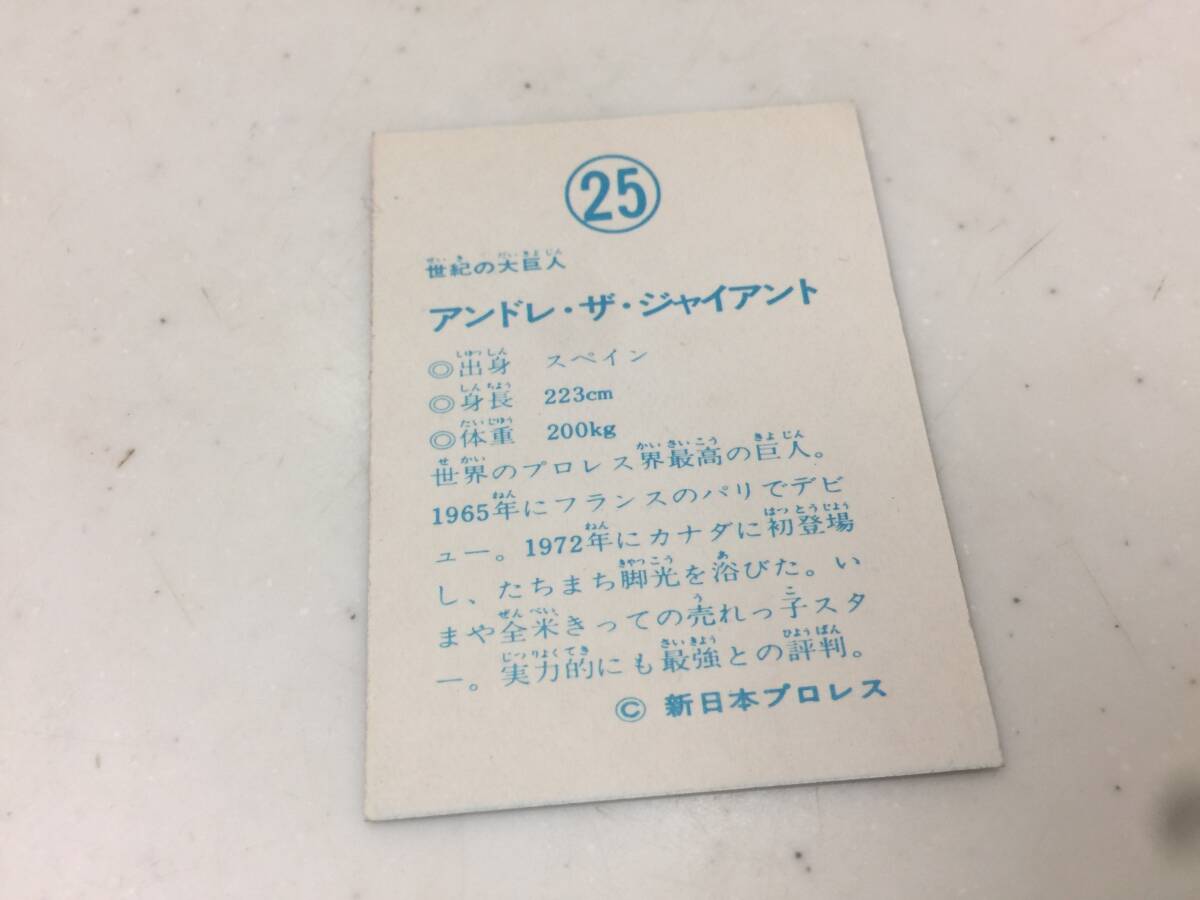 25
世紀の大巨人
アンドレ・ザ・ジャイアント
◎出身 スペイン
◎身長 223cm
◎体重 200kg
世界のプロレス界最高の巨人。
1965年にフランスのパリでデビ
ュー。1972年にカナダに初登場
し、たちまち脚光を浴びた。い
まや全米きっての売れっ子スタ
ー。実力的にも最強との評判。
© 新日本プロレス